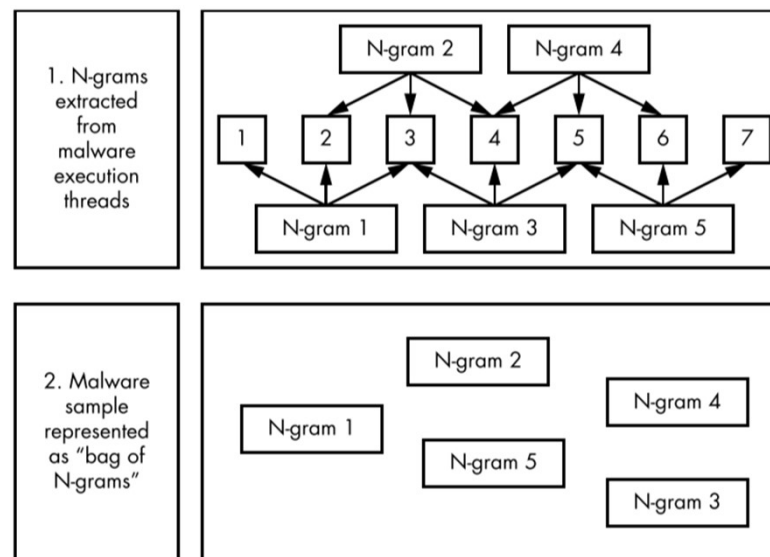 1. N-grams
extracted
from
malware
execution
threads
N-gram 2
N-gram 4
1
2
3
4
5
6
7
N-gram 1
N-gram 3
N-gram 5
2. Malware
sample
represented
as “bag of
N-grams”
N-gram 2
N-gram 4
N-gram 1
N-gram 5
N-gram 3